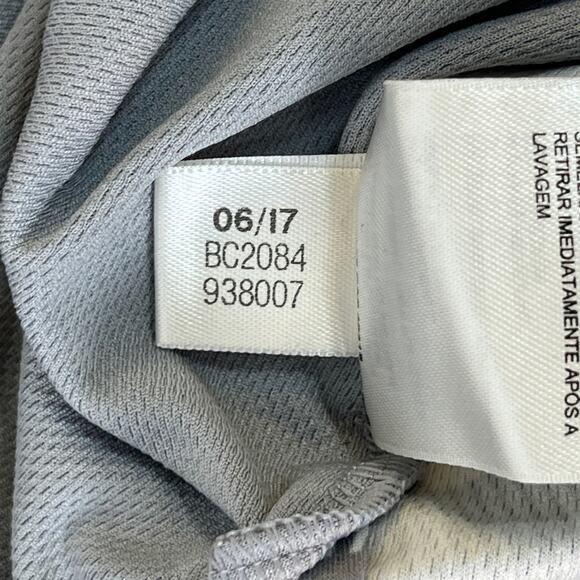 06/17
BC2084
938007
RETIRAR IMEDIATAMENTE APÓS A
LAVAGEM